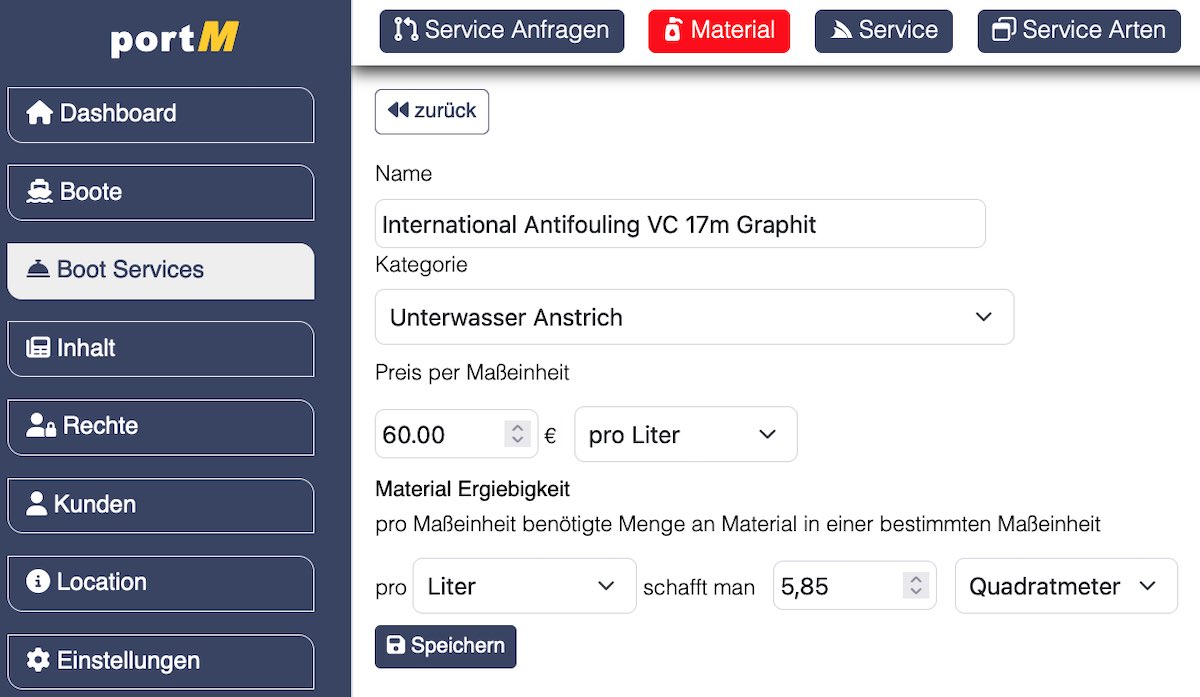 portM
Dashboard
Boote
Boot Services
Inhalt
Rechte
Kunden
Location
Einstellungen
Service Anfragen
Material
Service
Service Arten
zurück
Name
International Antifouling VC 17m Graphit
Kategorie
Unterwasser Anstrich
Preis per Maßeinheit
60.00 € pro Liter
Material Ergiebigkeit
pro Maßeinheit benötigte Menge an Material in einer bestimmten Maßeinheit
pro Liter schafft man 5,85 Quadratmeter
Speichern